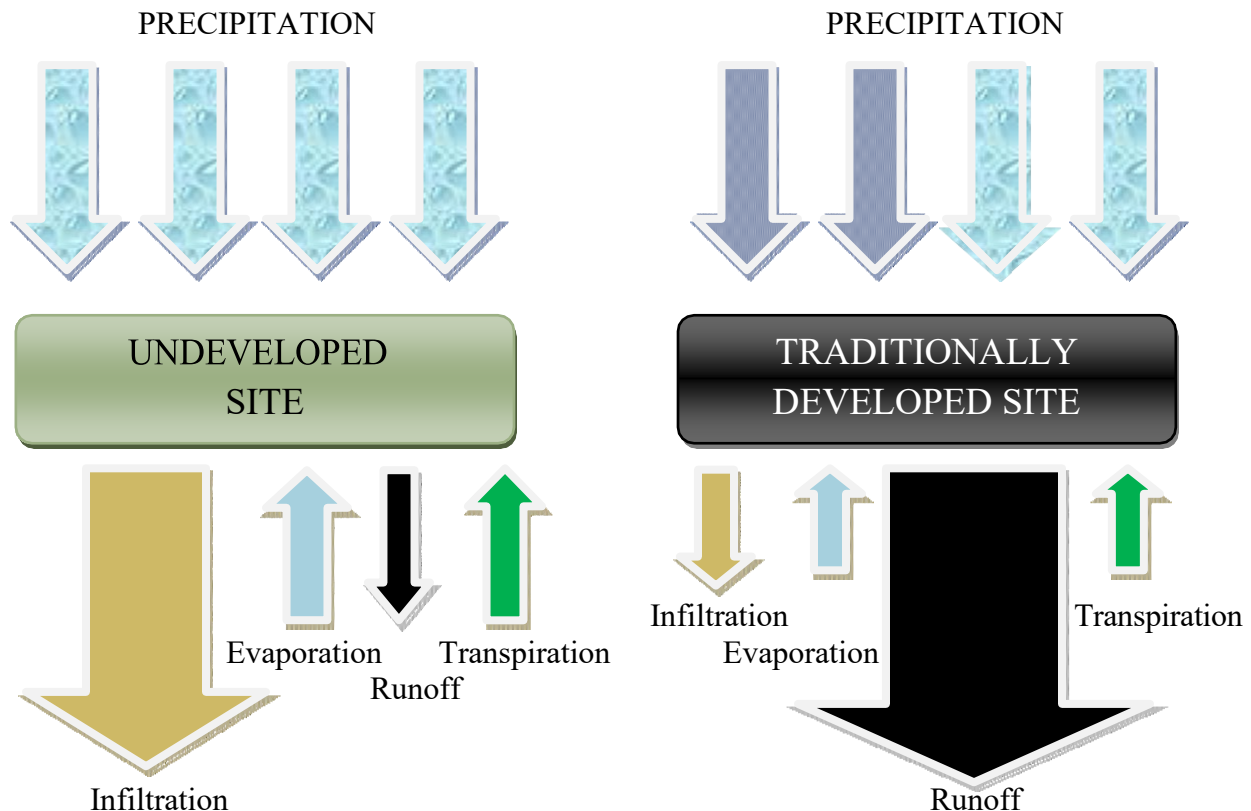 PRECIPITATION
UNDEVELOPED
SITE
Evaporation
Transpiration
Runoff
Infiltration
PRECIPITATION
TRADITIONALLY
DEVELOPED SITE
Infiltration
Transpiration
Evaporation
Runoff